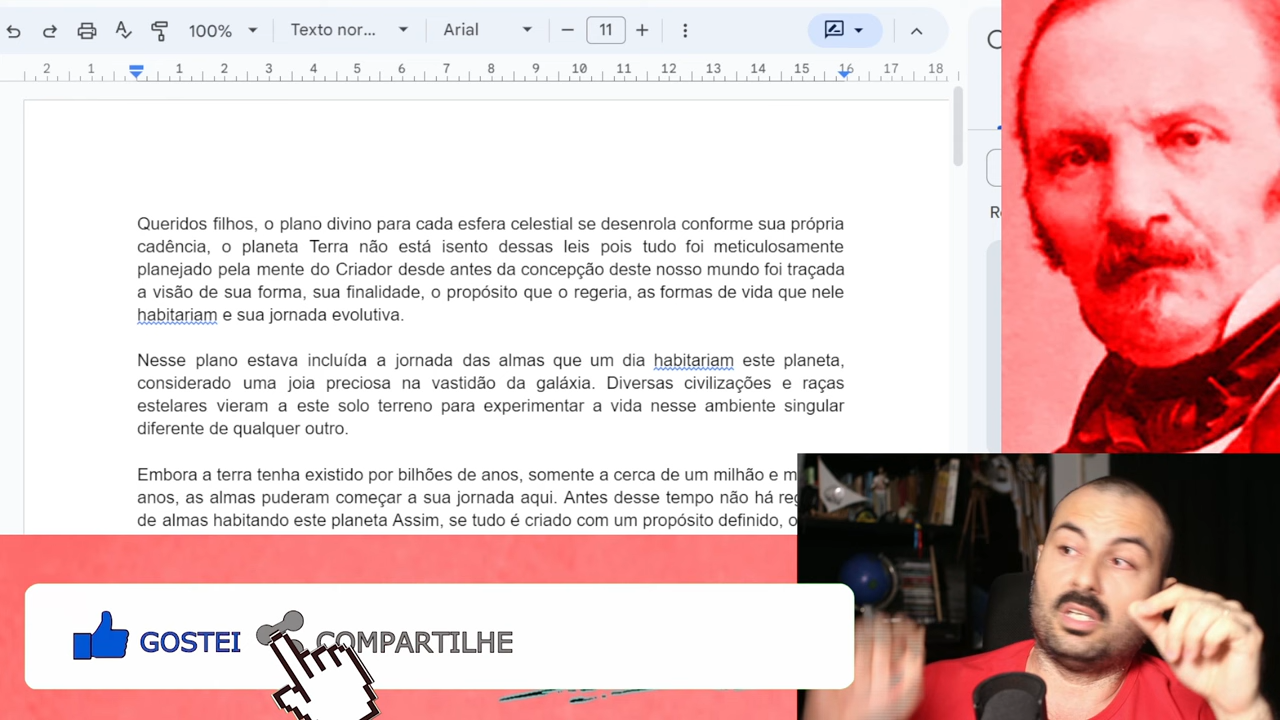 100% Texto nor... Arial 11
2 1 1 2 3 4 5 6 7 8 9 10 11 12 13 14 15 16 17 18
Queridos filhos, o plano divino para cada esfera celestial se desenrola conforme sua própria
cadência, o planeta Terra não está isento dessas leis pois tudo foi meticulosamente
planejado pela mente do Criador desde antes da concepção deste nosso mundo foi traçada
a visão de sua forma, sua finalidade, o propósito que o regeria, as formas de vida que nele
habitariam e sua jornada evolutiva.
Nesse plano estava incluída a jornada das almas que um dia habitariam este planeta,
considerado uma joia preciosa na vastidão da galáxia. Diversas civilizações e raças
estelares vieram a este solo terreno para experimentar a vida nesse ambiente singular
diferente de qualquer outro.
Embora a terra tenha existido por bilhões de anos, somente a cerca de um milhão e
anos, as almas puderam começar a sua jornada aqui. Antes desse tempo não há
de almas habitando este planeta Assim, se tudo é criado com um propósito definido,
GOSTEI COMPARTILHE